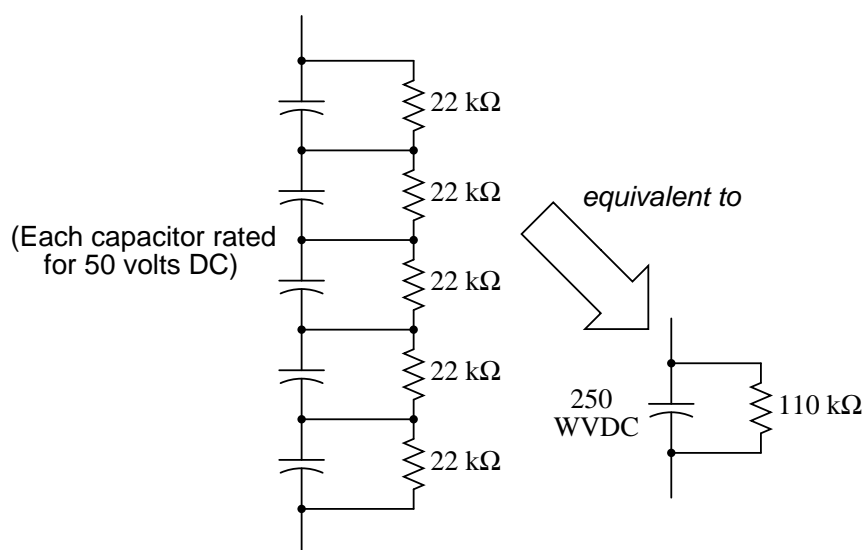 22 kΩ
22 kΩ
equivalent to
(Each capacitor rated
for 50 volts DC)
22 kΩ
22 kΩ
250
WVDC
110 kΩ
22 kΩ